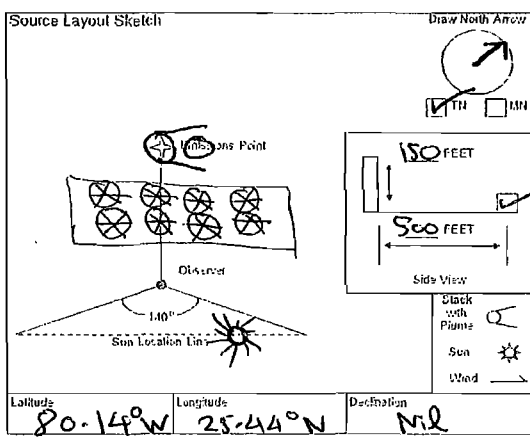 Source Layout Sketch
Draw North Arrow
TN MN
Emissions Point
150 FEET
500 FEET
Side View
Observer
140°
Sun Location Line
Stack with Plume
Sun
Wind
Latitude
80.14°W
Longitude
25.44°N
Declination
Nil